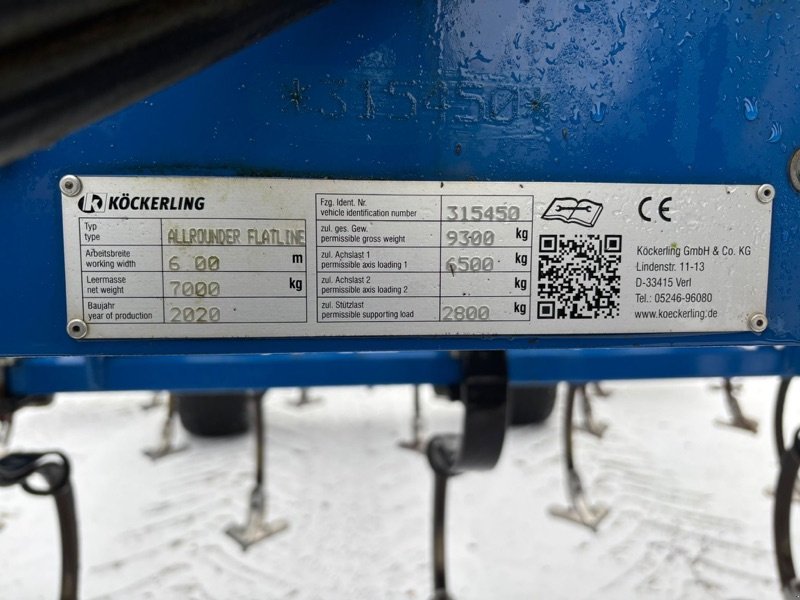 *315450*
KÖCKERLING
Typ
type
ALLROUNDER FLATLINE
Arbeitsbreite
working width
6 00 m
Leermasse
net weight
7000 kg
Baujahr
year of production
2020
Fzg. Ident. Nr.
vehicle identification number
315450
zul. ges. Gew.
permissible gross weight
9300 kg
zul. Achslast 1
permissible axis loading 1
6500 kg
zul. Achslast 2
permissible axis loading 2
kg
zul. Stützlast
permissible supporting load
2800 kg
CE
Köckerling GmbH & Co. KG
Lindenstr. 11-13
D-33415 Verl
Tel.: 05246-96080
www.koeckerling.de